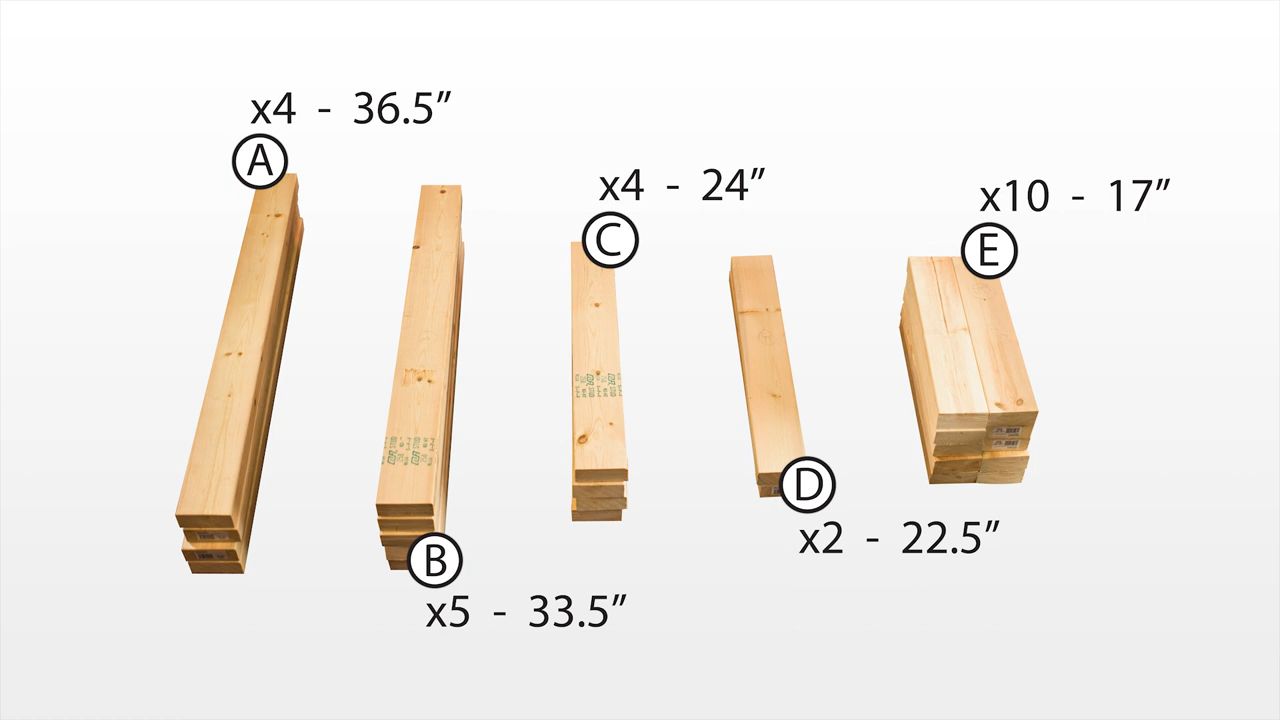 x4 - 36.5”
A
x4 - 24”
C
x10 - 17”
E
D
x2 - 22.5”
B
x5 - 33.5”